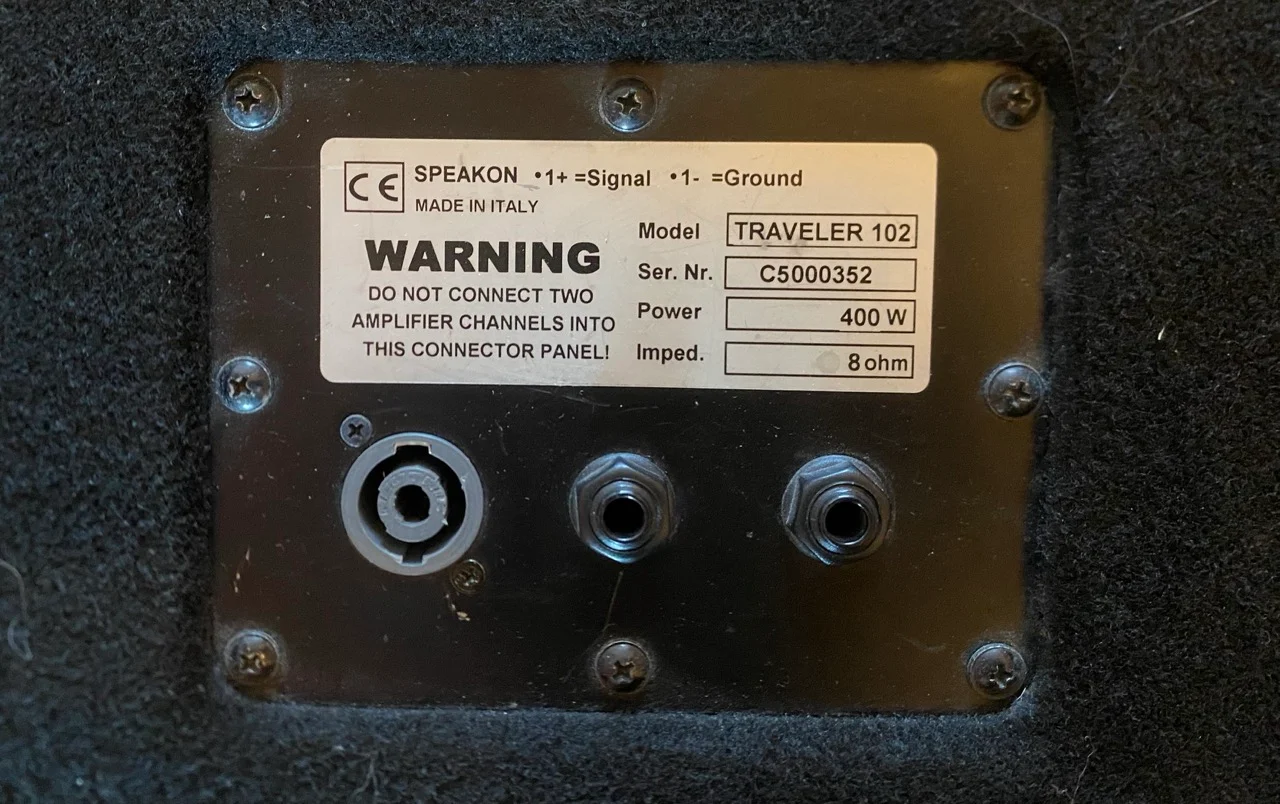 CE SPEAKON •1+ =Signal •1- =Ground
MADE IN ITALY
WARNING
DO NOT CONNECT TWO
AMPLIFIER CHANNELS INTO
THIS CONNECTOR PANEL!
Model TRAVELER 102
Ser. Nr. C5000352
Power 400 W
Imped. 8 ohm